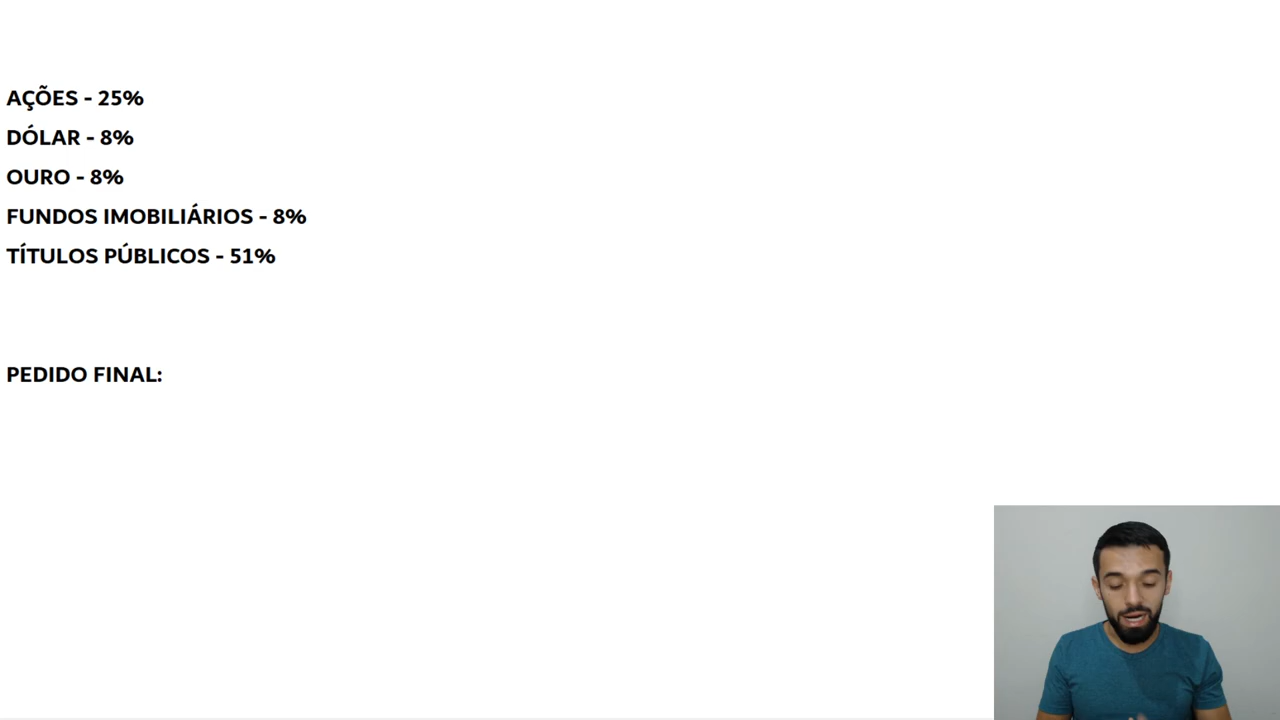 AÇÕES - 25%
DÓLAR - 8%
OURO - 8%
FUNDOS IMOBILIÁRIOS - 8%
TÍTULOS PÚBLICOS - 51%
PEDIDO FINAL: